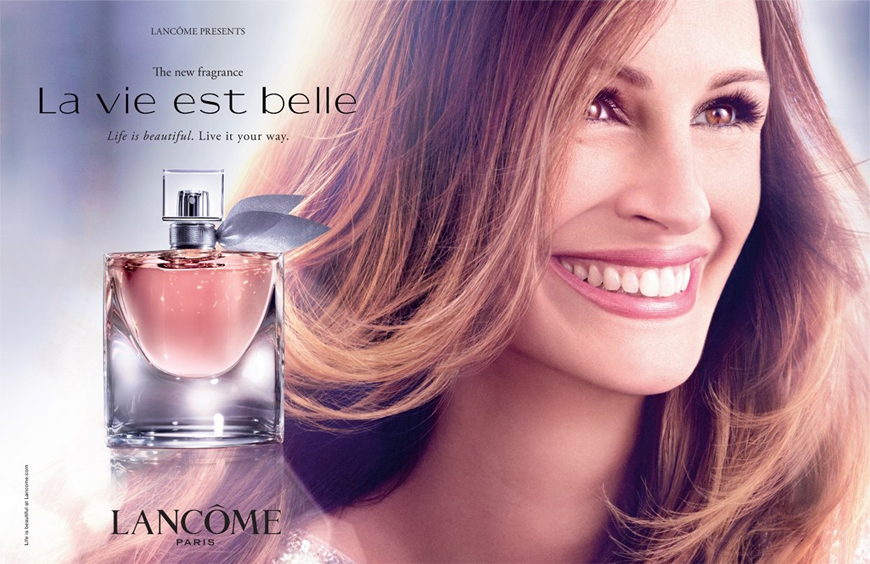 LANCÔME PRESENTS
The new fragrance
La vie est belle
Life is beautiful. Live it your way.
Life is beautiful at Lancome.com
LANCÔME
PARIS